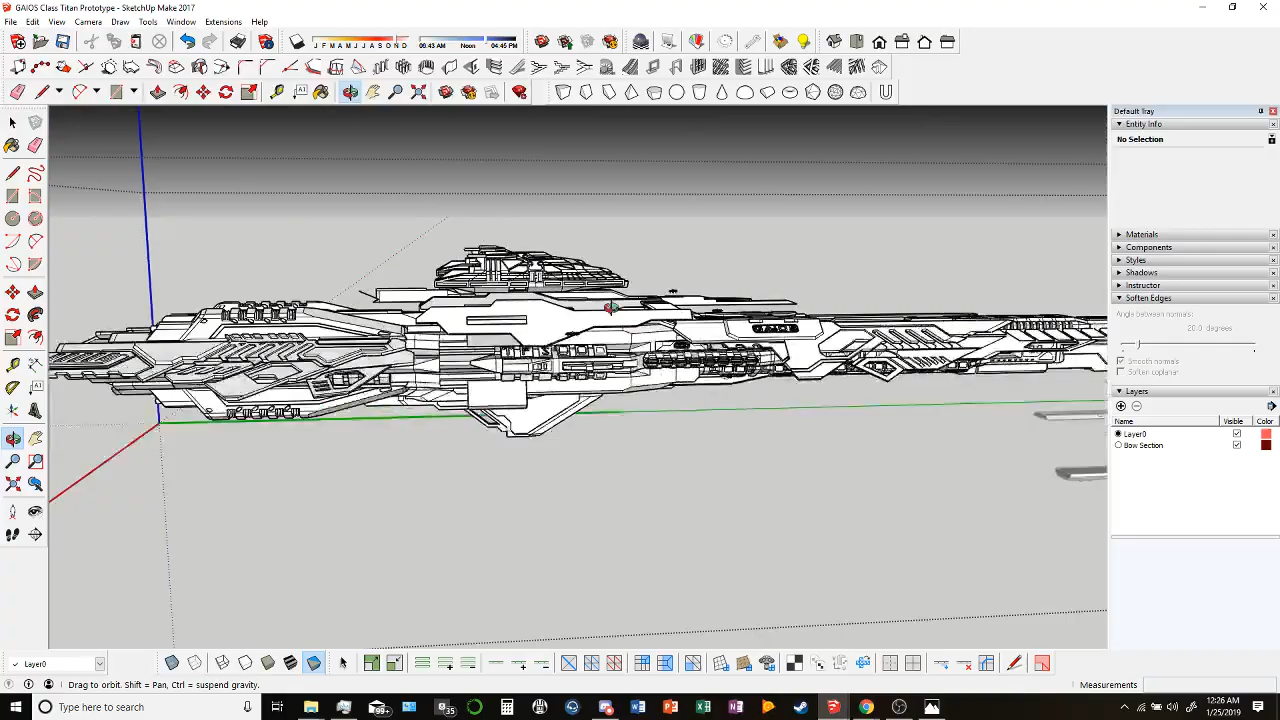 GAIOS Class Titan Prototype - SketchUp Make 2017
File Edit View Camera Draw Tools Window Extensions Help
J F M A M J J A S O N D
Noon
04:45 PM
Default Tray
Entity Info
No Selection
Materials
Components
Styles
Shadows
Instructor
Soften Edges
Angle between normals:
20.0 degrees
Smooth normals
Soften coplanar
Layers
Name Visible Color
Layer0
Bow Section
Layer0
Drag to orbit. Shift = Pan, Ctrl = suspend gravity.
Measurements
Type here to search
99+
35
12:26 AM
1/25/2019